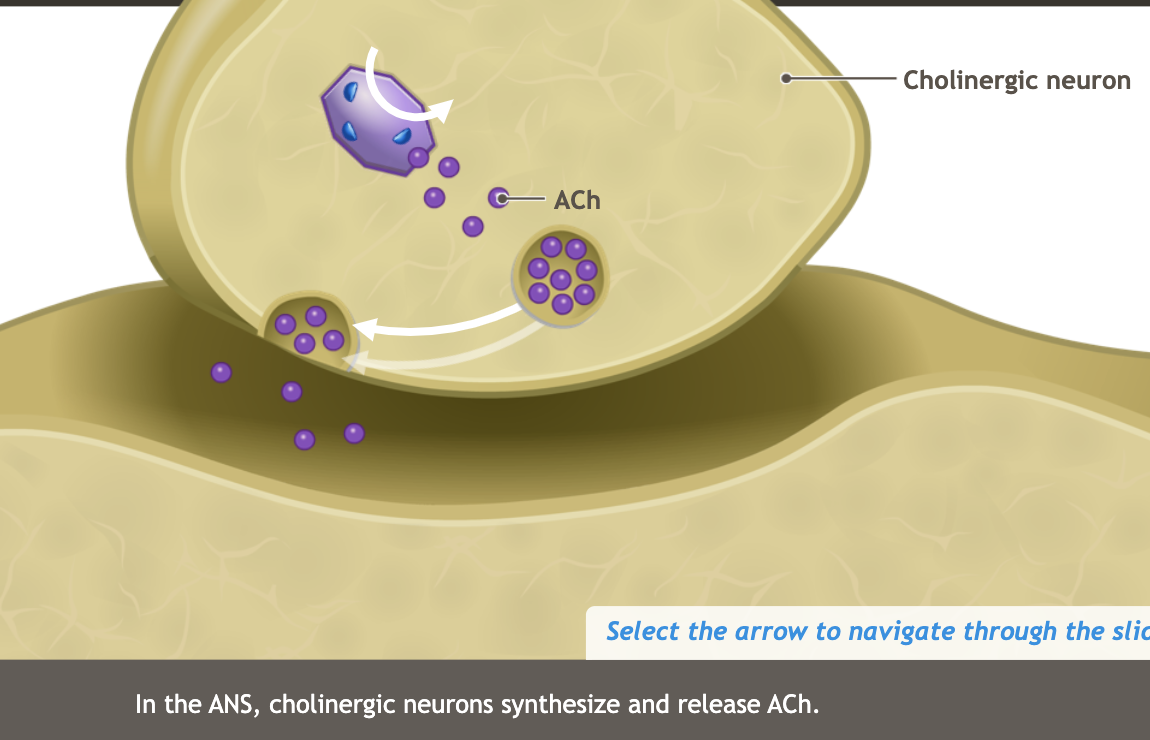 Cholinergic neuron
ACh
Select the arrow to navigate through the
In the ANS, cholinergic neurons synthesize and release ACh.